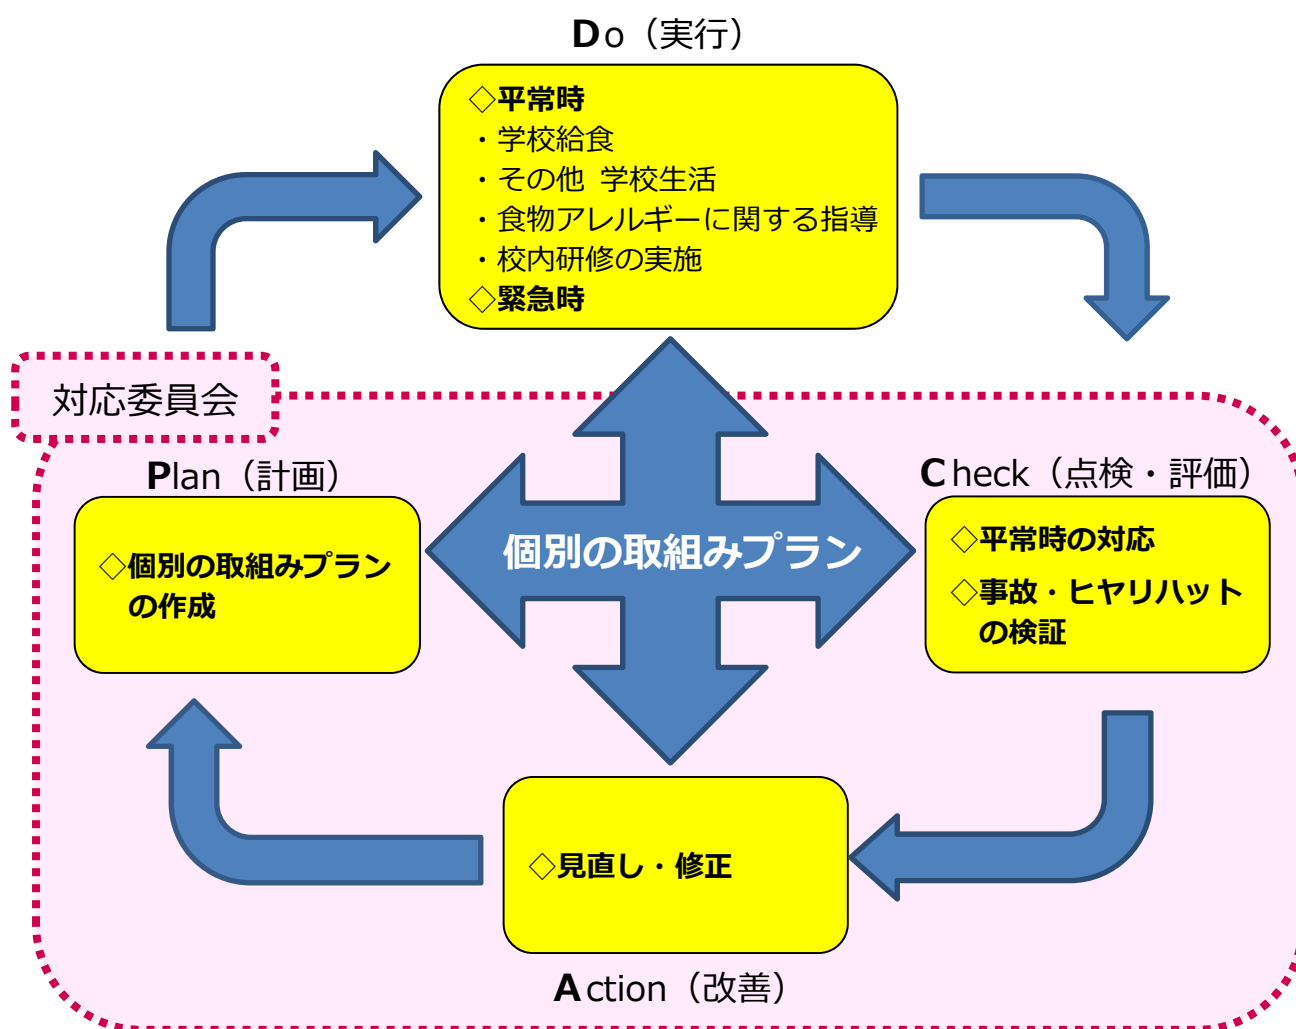 Do（実行）
◇平常時
・学校給食
・その他 学校生活
・食物アレルギーに関する指導
・校内研修の実施
◇緊急時
対応委員会
Plan（計画）
◇個別の取組みプラン
の作成
個別の取組みプラン
Check（点検・評価）
◇平常時の対応
◇事故・ヒヤリハット
の検証
◇見直し・修正
Action（改善）